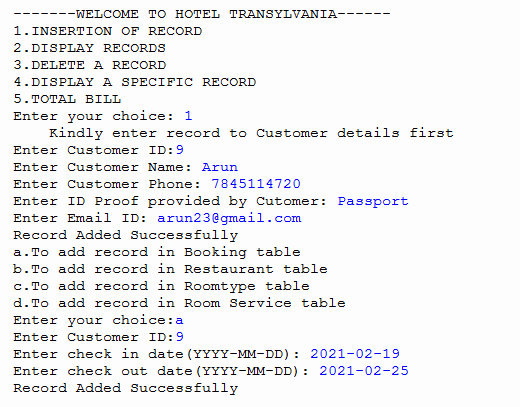 -------WELCOME TO HOTEL TRANSYLVANIA------
1.INSERTION OF RECORD
2.DISPLAY RECORDS
3.DELETE A RECORD
4.DISPLAY A SPECIFIC RECORD
5.TOTAL BILL
Enter your choice: 1
    Kindly enter record to Customer details first
Enter Customer ID:9
Enter Customer Name: Arun
Enter Customer Phone: 7845114720
Enter ID Proof provided by Cutomer: Passport
Enter Email ID: arun23@gmail.com
Record Added Successfully
a.To add record in Booking table
b.To add record in Restaurant table
c.To add record in Roomtype table
d.To add record in Room Service table
Enter your choice:a
Enter Customer ID:9
Enter check in date(YYYY-MM-DD): 2021-02-19
Enter check out date(YYYY-MM-DD): 2021-02-25
Record Added Successfully